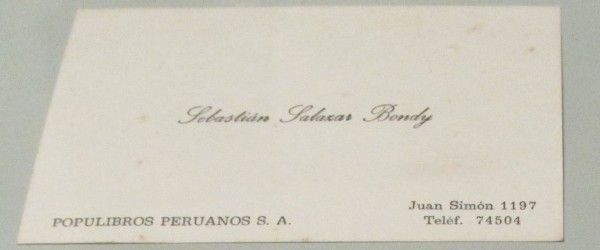 Sebastián Salazar Bondy
POPULIBROS PERUANOS S. A.
Juan Simón 1197
Teléf. 74504